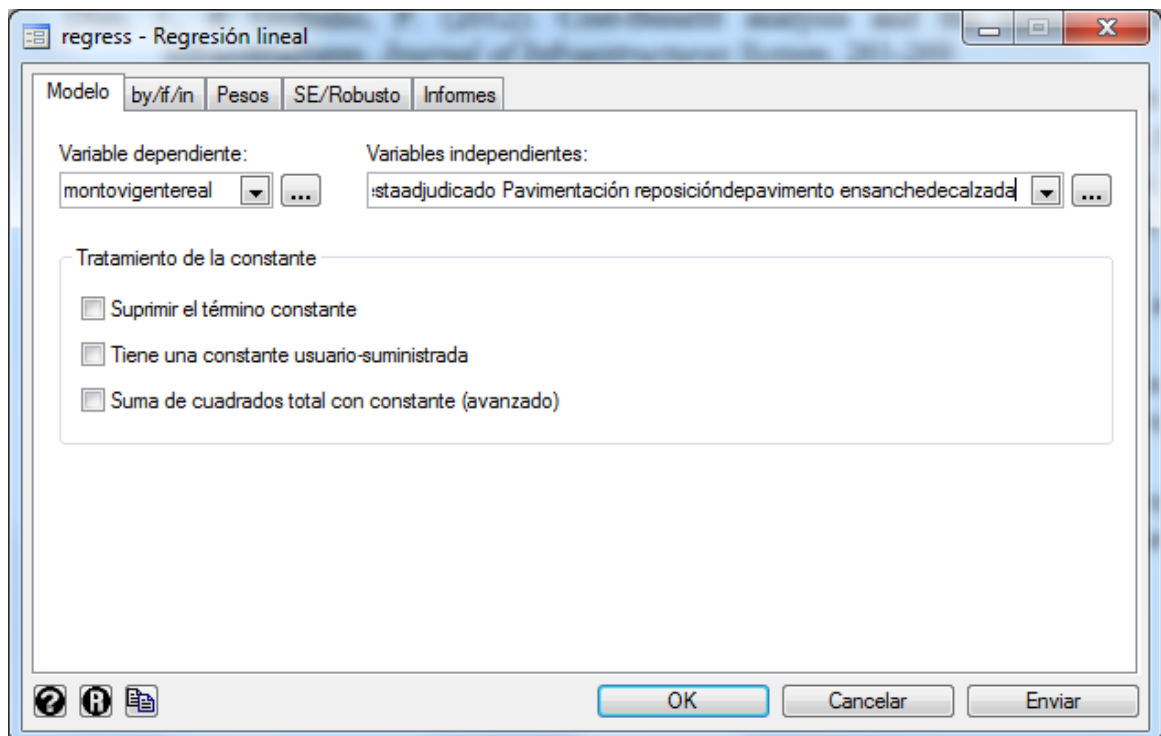 regress - Regresión lineal
Modelo by/if/in Pesos SE/Robusto Informes
Variable dependiente: Variables independientes:
montovigentereal ... staadjudicado Pavimentación reposicióndepavimento ensanchedecalzada ...
Tratamiento de la constante
Suprimir el término constante
Tiene una constante usuario-suministrada
Suma de cuadrados total con constante (avanzado)
? R OK Cancelar Enviar